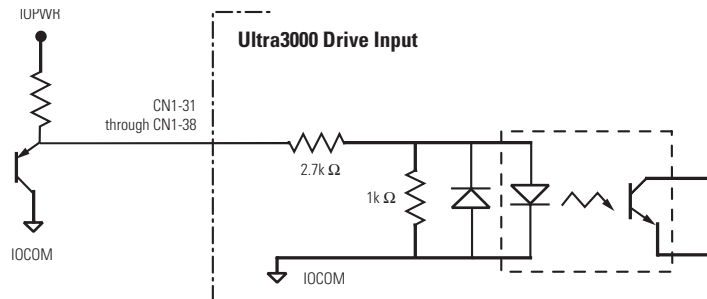 IOPWR
Ultra3000 Drive Input
CN1-31
through CN1-38
2.7k Ω
1k Ω
IOCOM
IOCOM